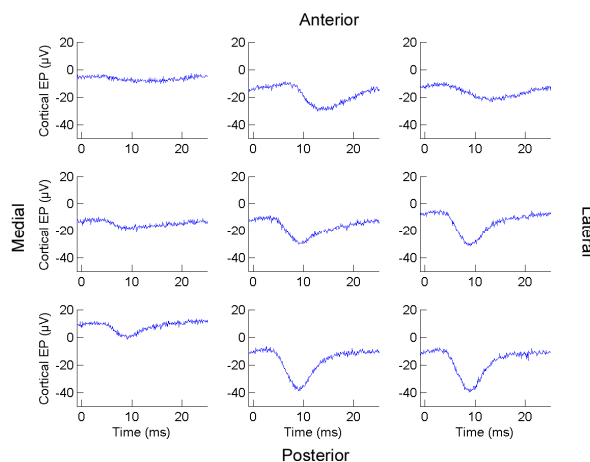 Anterior
20 20 20
0 0 0
-20 -20 -20
-40 -40 -40
Cortical EP (µV)
0 10 20 0 10 20 0 10 20
20 20 20
0 0 0
-20 -20 -20
-40 -40 -40
Medial
Cortical EP (µV)
Lateral
0 10 20 0 10 20 0 10 20
20 20 20
0 0 0
-20 -20 -20
-40 -40 -40
Cortical EP (µV)
0 10 20 0 10 20 0 10 20
Time (ms) Time (ms) Time (ms)
Posterior